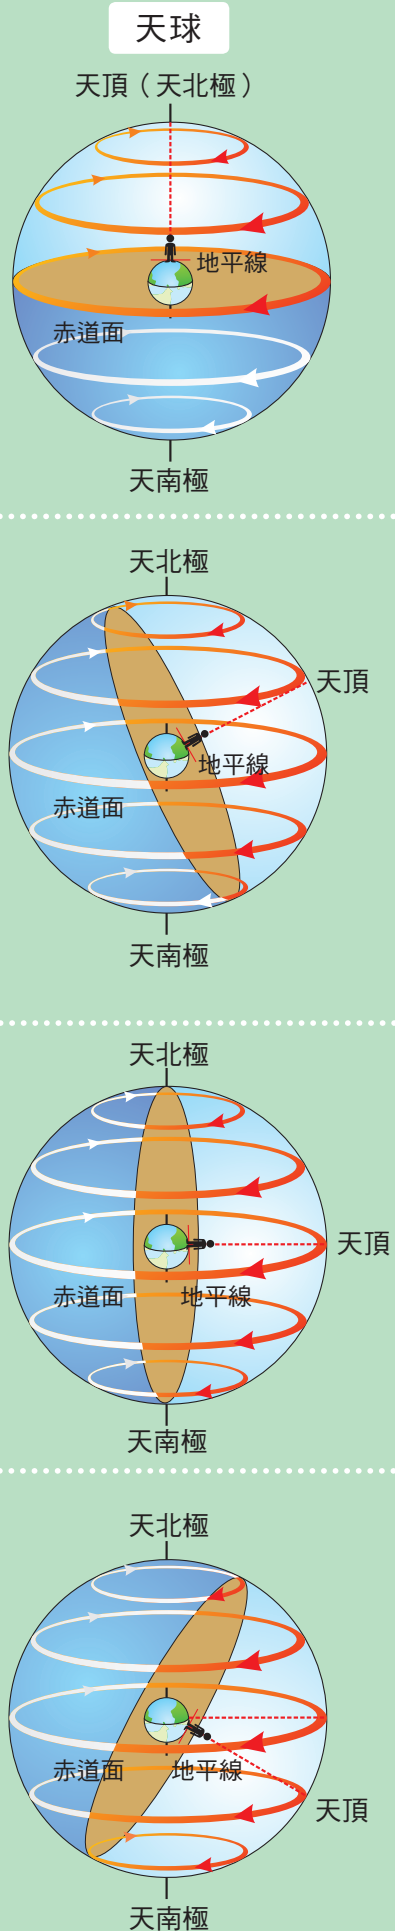 天球
天頂（天北極）
地平線
赤道面
天南極
天北極
天頂
地平線
赤道面
天南極
天北極
天頂
赤道面
地平線
天南極
天北極
赤道面
地平線
天頂
天南極